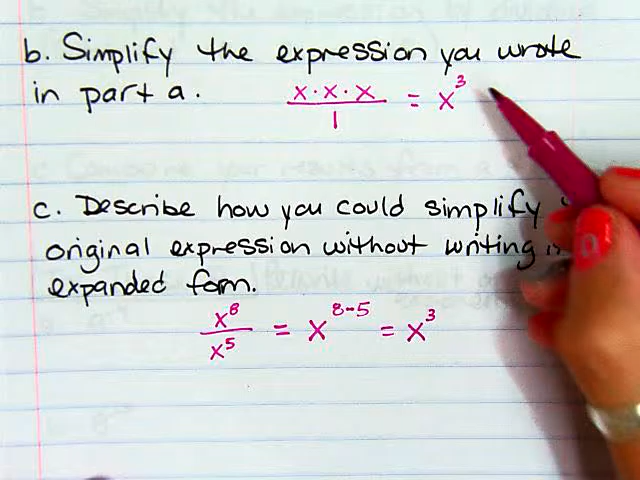 b. Simplify the expression you wrote
in part a. x·x·x/1 = x³
c. Describe how you could simplify
original expression without writing
expanded form.
x⁸/x⁵ = x⁸⁻⁵ = x³